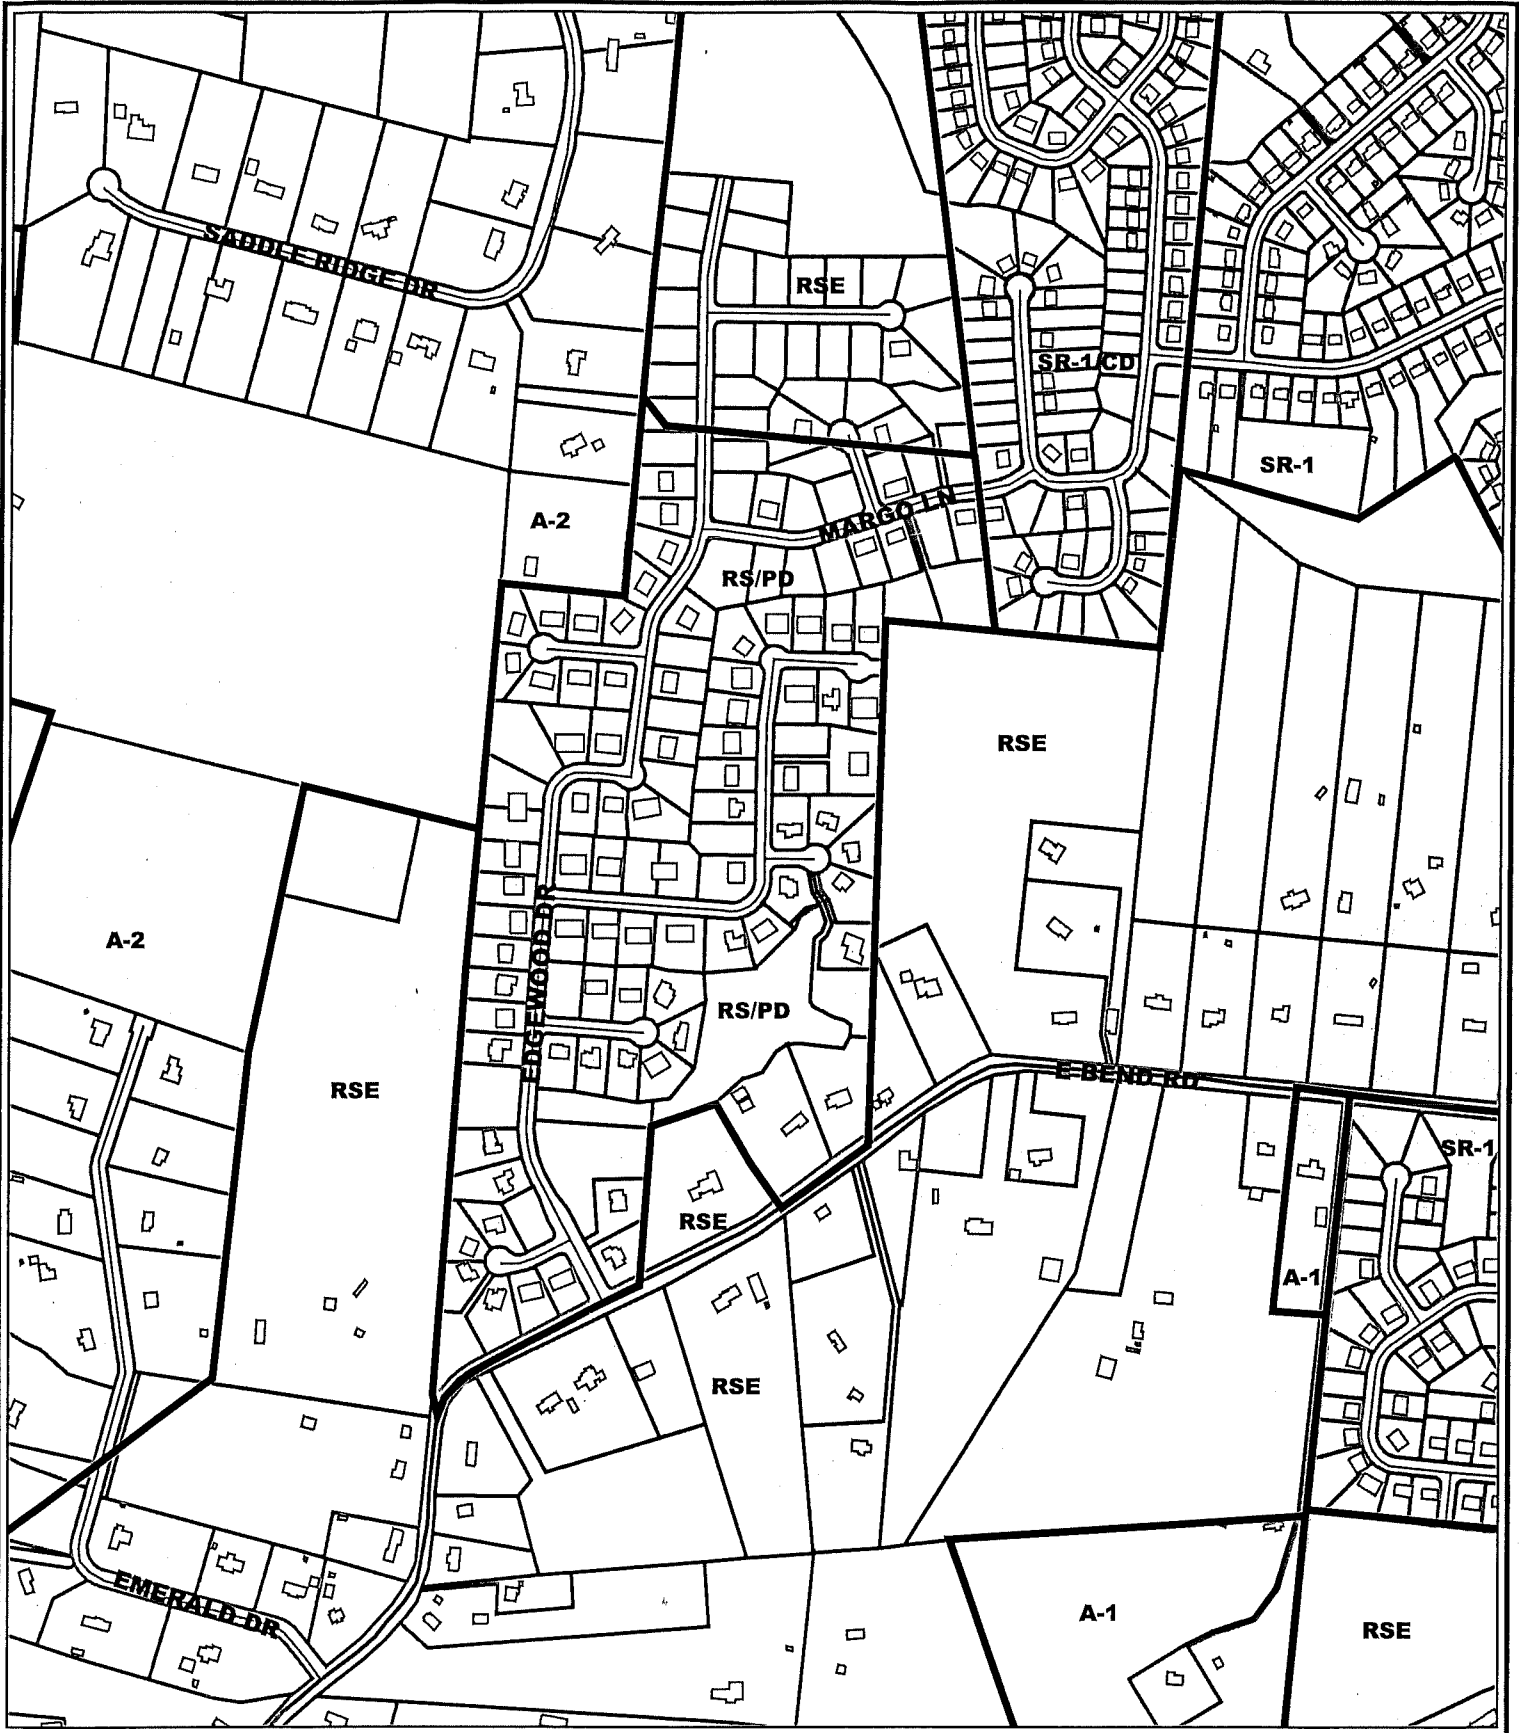 SADDLE RIDGE DR
RSE
SR-1/CD
SR-1
A-2
MARGO LN
RS/PD
RSE
A-2
EDGEWOOD DR
RS/PD
RSE
E BEND RD
SR-1
RSE
A-1
RSE
EMERALD DR
A-1
RSE